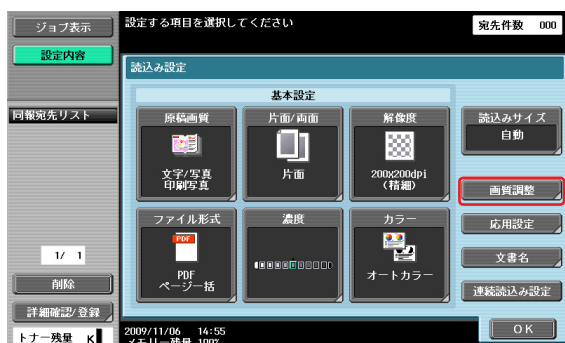 ジョブ表示
設定する項目を選択してください
宛先件数 000
設定内容
読込み設定
同報宛先リスト
基本設定
原稿画質
文字/写真
印刷写真
片面/両面
片面
解像度
200x200dpi
(精細)
読込みサイズ
自動
画質調整
ファイル形式
PDF
PDF
ページ一括
濃度
カラー
オートカラー
応用設定
文書名
連続読込み設定
1/ 1
削除
詳細確認/登録
トナー残量 K
2009/11/06 14:55
メモリー残量 100%
OK